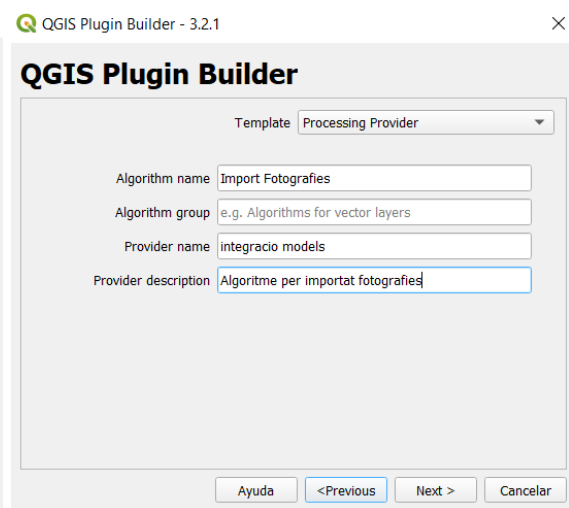 QGIS Plugin Builder - 3.2.1
QGIS Plugin Builder
Template Processing Provider
Algorithm name Import Fotografies
Algorithm group e.g. Algorithms for vector layers
Provider name integracio models
Provider description Algoritme per importat fotografies
Ayuda <Previous Next > Cancelar